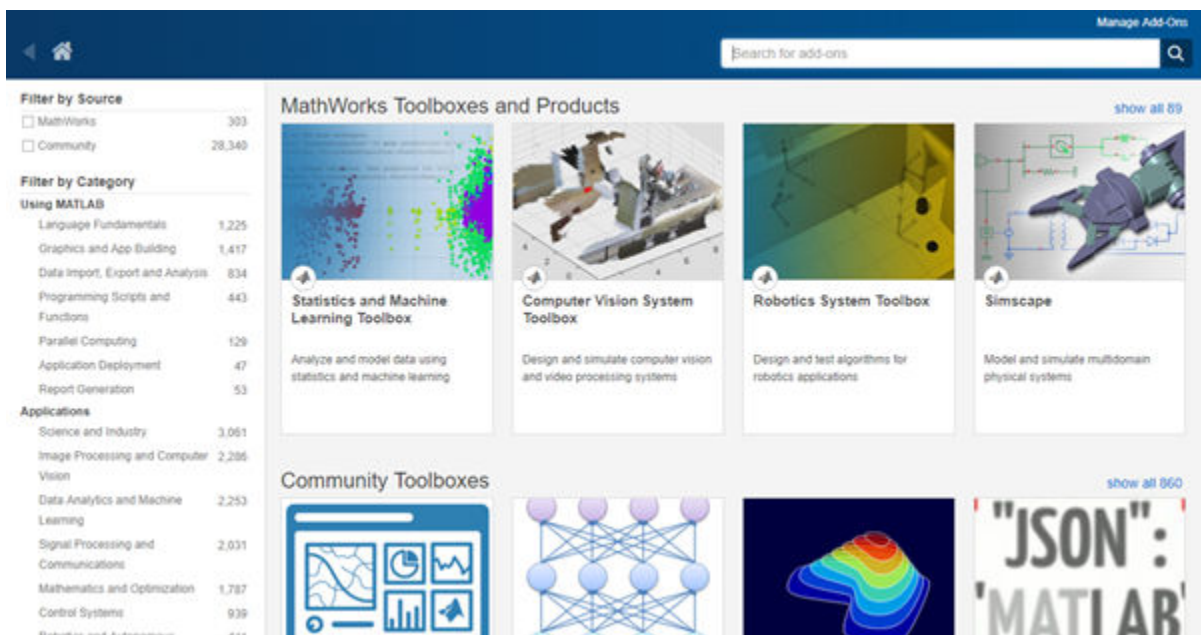 Manage Add-Ons
Search for add-ons
Filter by Source
MathWorks 303
Community 28,340
Filter by Category
Using MATLAB
Language Fundamentals 1,225
Graphics and App Building 1,417
Data Import, Export and Analysis 834
Programming Scripts and 443
Functions
Parallel Computing 129
Application Deployment 47
Report Generation 53
Applications
Science and Industry 3,061
Image Processing and Computer 2,286
Vision
Data Analytics and Machine 2,253
Learning
Signal Processing and 2,031
Communications
Mathematics and Optimization 1,787
Control Systems 939
MathWorks Toolboxes and Products show all 89
Statistics and Machine
Learning Toolbox
Analyze and model data using
statistics and machine learning
Computer Vision System
Toolbox
Design and simulate computer vision
and video processing systems
Robotics System Toolbox
Design and test algorithms for
robotics applications
Simscape
Model and simulate multidomain
physical systems
Community Toolboxes show all 860
"JSON":
"MATLAB